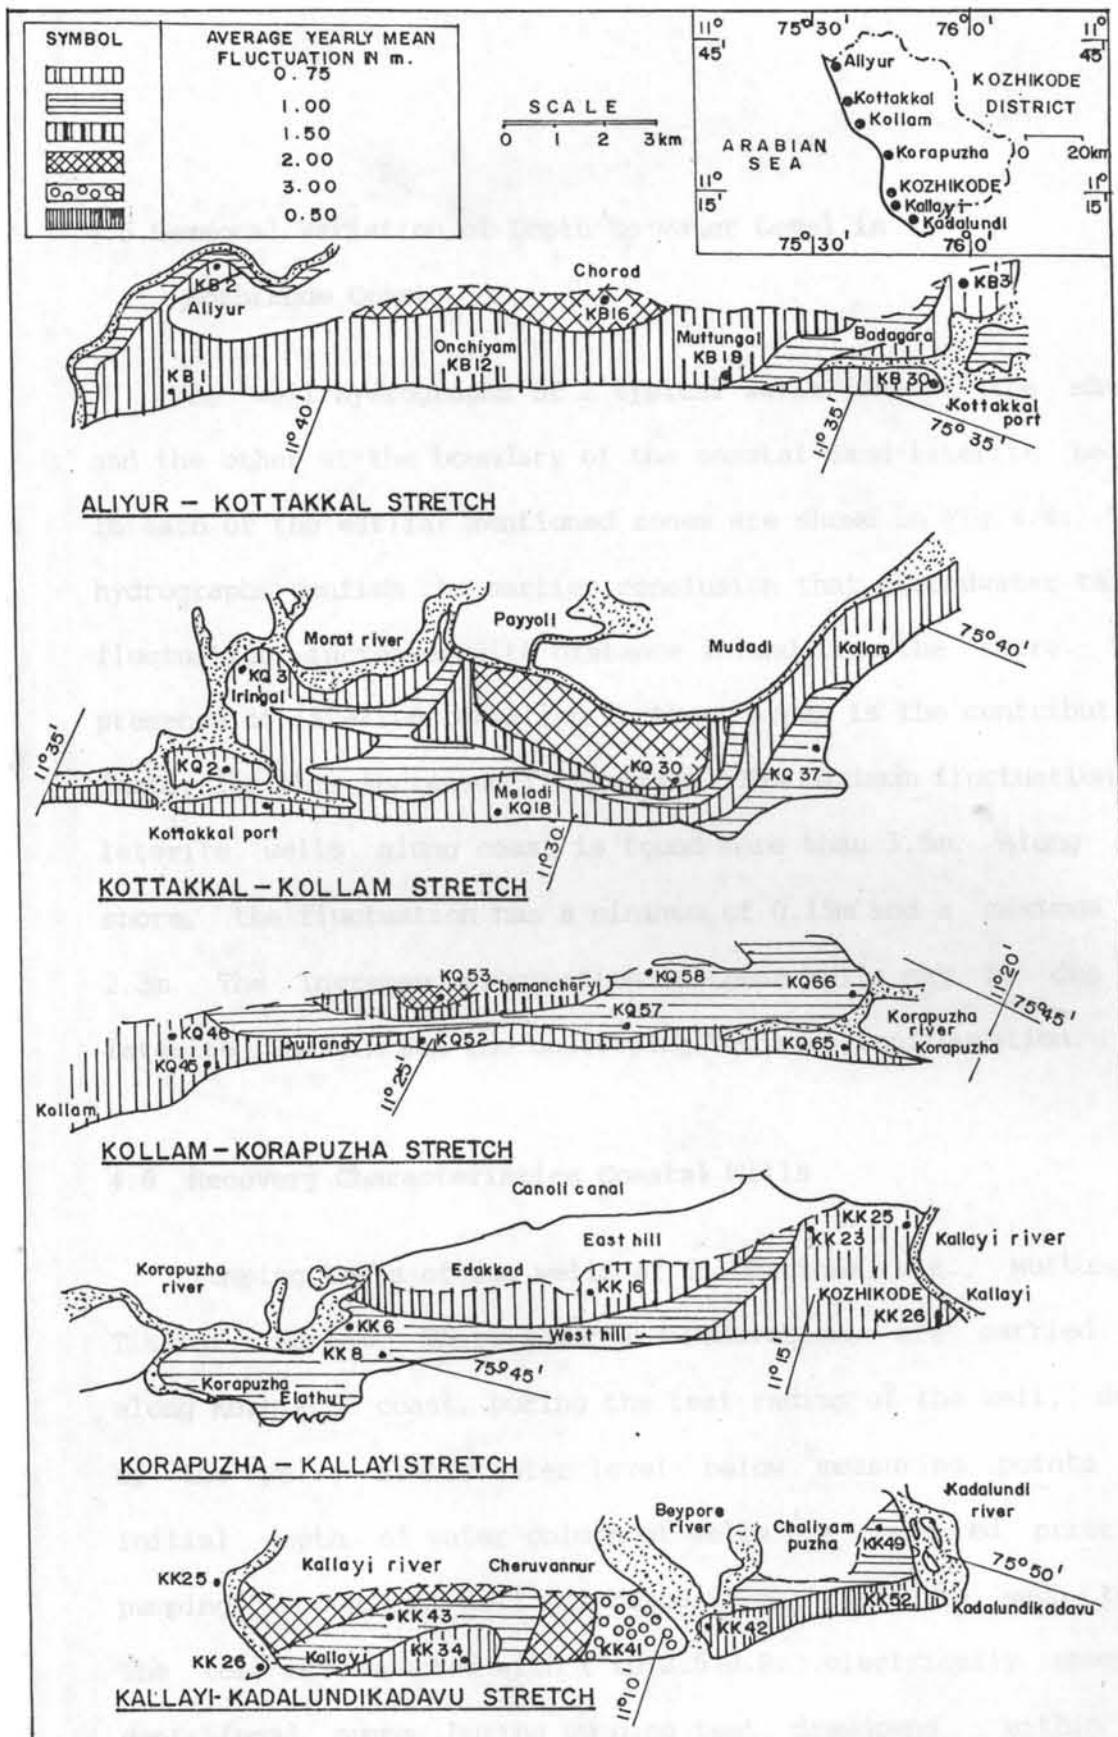 SYMBOL
AVERAGE YEARLY MEAN
FLUCTUATION IN m.
0.75
1.00
1.50
2.00
3.00
0.50
SCALE
0 1 2 3 km
11° 45'
75° 30'
76° 0'
11° 45'
Aliyur
KOZHIKODE
DISTRICT
Kottakkal
Kollam
ARABIAN
SEA
Korapuzha
0 20km
11° 15'
KOZHIKODE
Kallayi
Kadalundi
11° 15'
75° 30'
76° 0'
KB2
Aliyur
Chorod
KB16
KB3
Onchiyam
KB12
Muttungal
KB19
Badagara
KB1
KB30
Kottakkal
port
11° 40'
11° 35'
75° 35'
ALIYUR – KOTTAKKAL STRETCH
Morat river
Payyoli
Mudadi
Kollam
75° 40'
KQ3
Iringal
11° 35'
KQ2
KQ30
KQ37
Meladi
KQ18
Kottakkal port
11° 30'
KOTTAKKAL – KOLLAM STRETCH
KQ53
Chemancheryi
KQ58
KQ66
11° 20'
75° 45'
KQ46
Quilandy
KQ52
KQ57
Korapuzha
river
KQ45
KQ65
Korapuzha
11° 25'
Kollam
KOLLAM – KORAPUZHA STRETCH
Canoli canal
KK25
East hill
KK23
Kallayi river
Korapuzha
river
Edakkad
KK16
KOZHIKODE
Kallayi
KK26
KK6
West hill
KK8
75° 45'
11° 15'
Korapuzha
Elathur
KORAPUZHA – KALLAYI STRETCH
Beypore
river
Kadalundi
river
Chaliyam
puzha
KK49
KK25
Kallayi river
Cheruvannur
75° 50'
KK43
KK52
Kadalundikadavu
KK42
KK26
Kallayi
KK34
KK41
11° 10'
KALLAYI- KADALUNDIKADAVU STRETCH